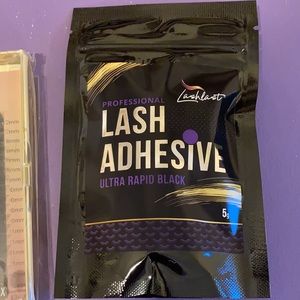 Lashlast
PROFESSIONAL
LASH
ADHESIVE
ULTRA RAPID BLACK
5g